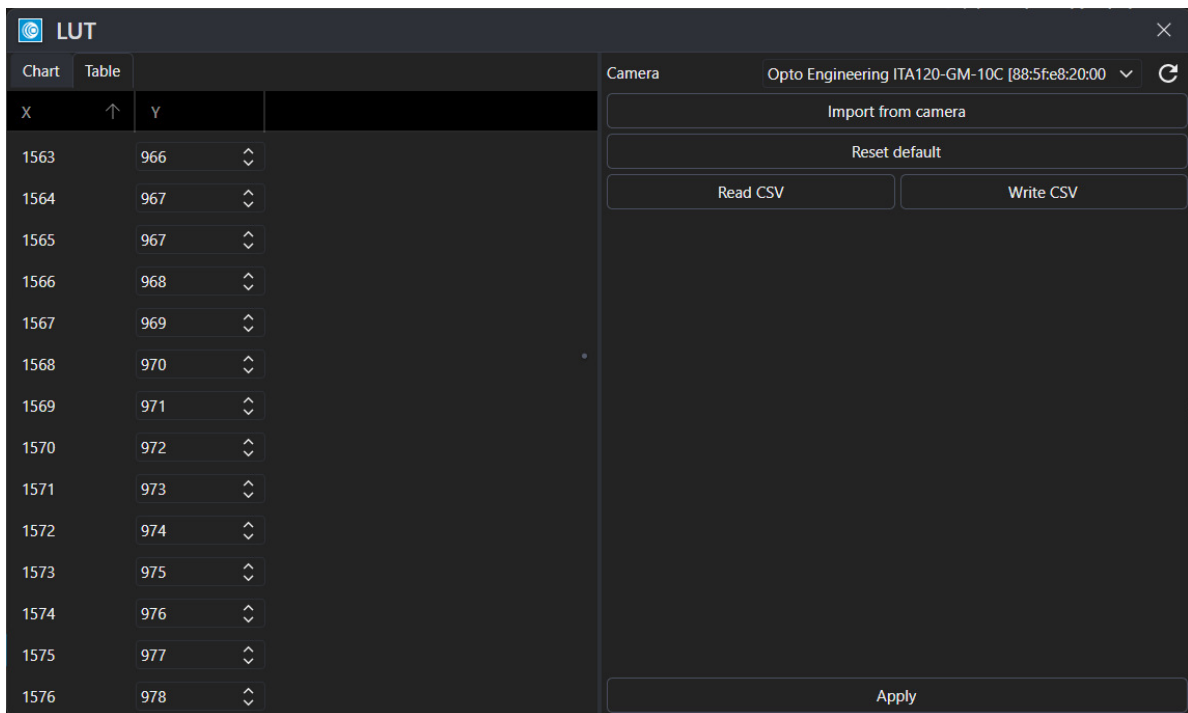 LUT
Chart Table
X Y
1563 966
1564 967
1565 967
1566 968
1567 969
1568 970
1569 971
1570 972
1571 973
1572 974
1573 975
1574 976
1575 977
1576 978
Camera Opto Engineering ITA120-GM-10C [88:5f:e8:20:00
Import from camera
Reset default
Read CSV Write CSV
Apply